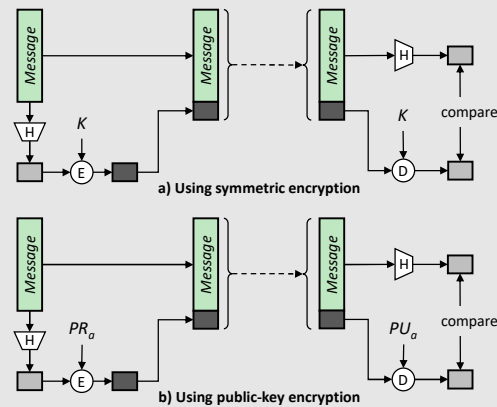 Message
Message
Message
H
H
K
K
compare
E
D
a) Using symmetric encryption
Message
Message
Message
H
H
PRa
PUa
compare
E
D
b) Using public-key encryption